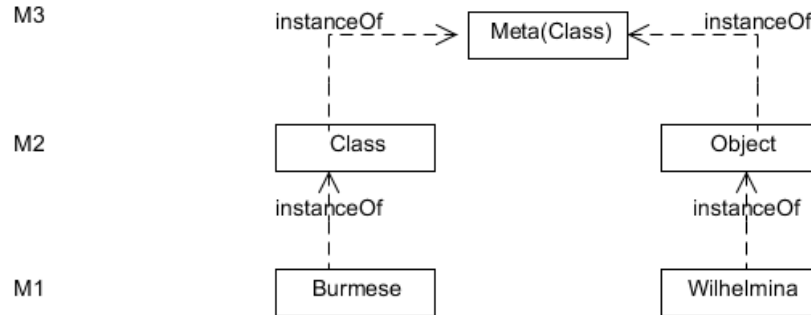 M3
instanceOf
Meta(Class)
instanceOf
M2
Class
Object
instanceOf
instanceOf
M1
Burmese
Wilhelmina